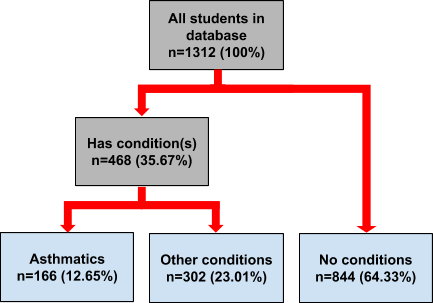 All students in
database
n=1312 (100%)
Has condition(s)
n=468 (35.67%)
Asthmatics
n=166 (12.65%)
Other conditions
n=302 (23.01%)
No conditions
n=844 (64.33%)